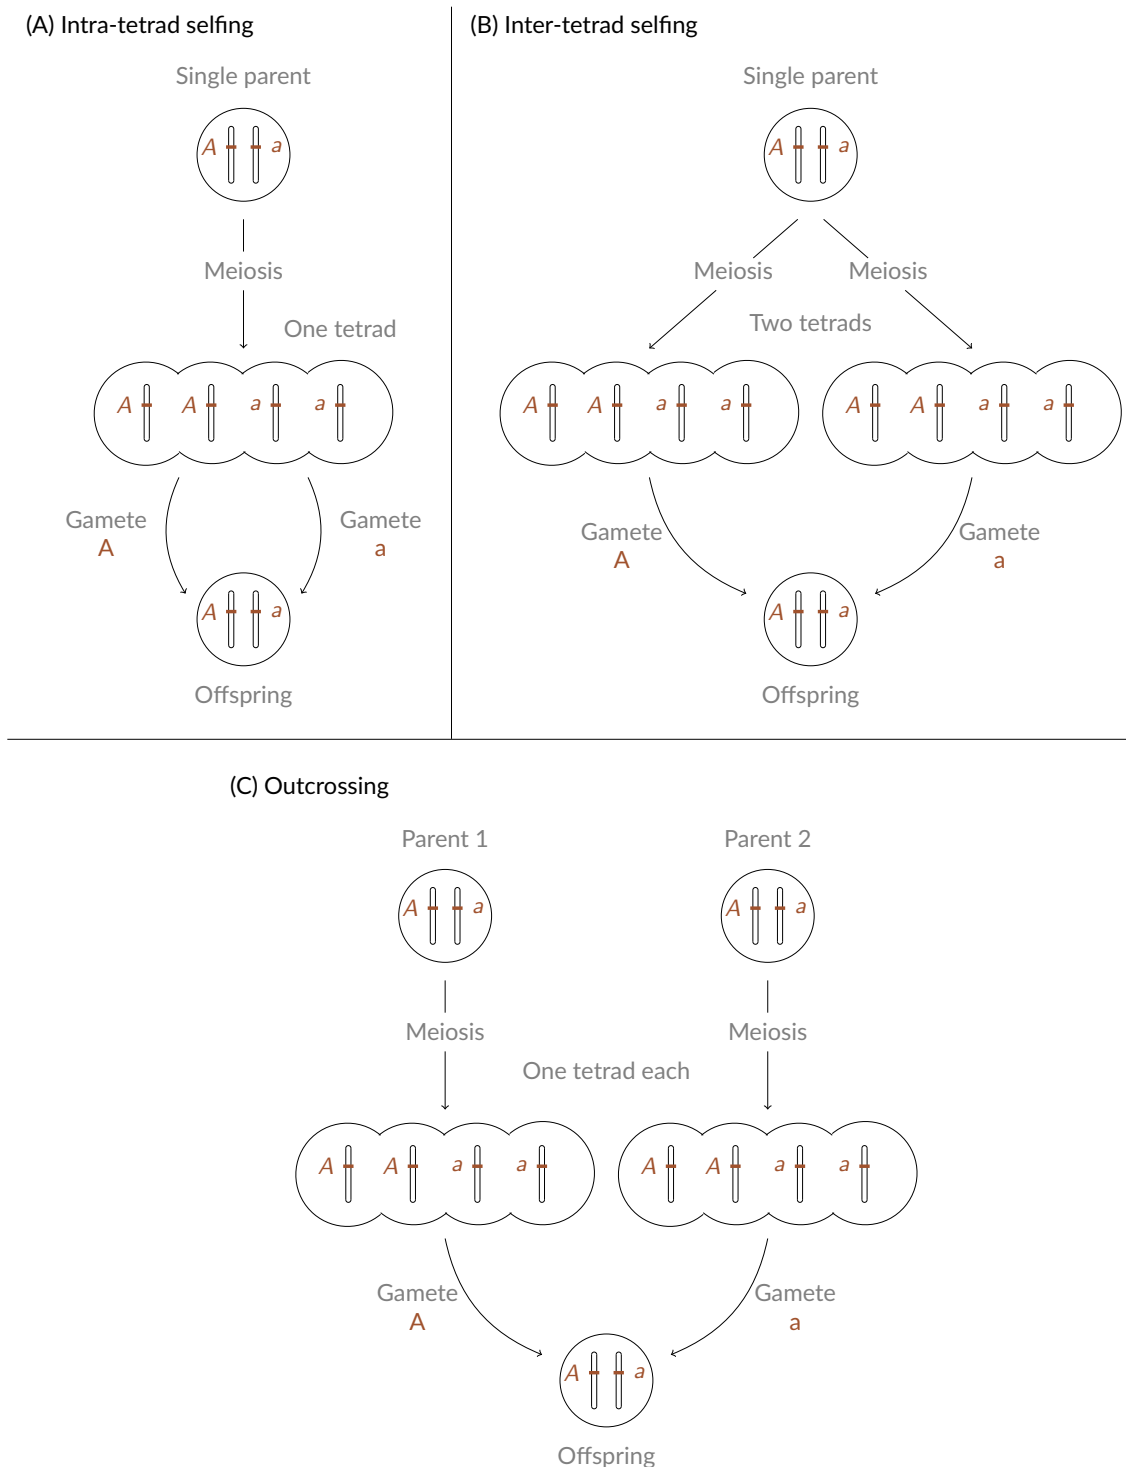 (A) Intra-tetrad selfing
Single parent
A a
Meiosis
One tetrad
A A a a
Gamete
A
Gamete
a
A a
Offspring
(B) Inter-tetrad selfing
Single parent
A a
Meiosis Meiosis
Two tetrads
A A a a A A a a
Gamete
A
Gamete
a
A a
Offspring
(C) Outcrossing
Parent 1 Parent 2
A a A a
Meiosis Meiosis
One tetrad each
A A a a A A a a
Gamete
A
Gamete
a
A a
Offspring